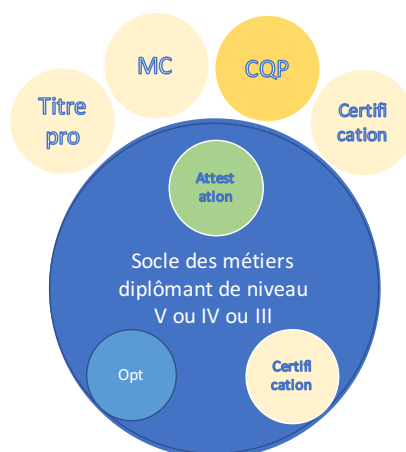 MC
CQP
Titre
pro
Certifi
cation
Attest
ation
Socle des métiers
diplômant de niveau
V ou IV ou III
Opt
Certifi
cation